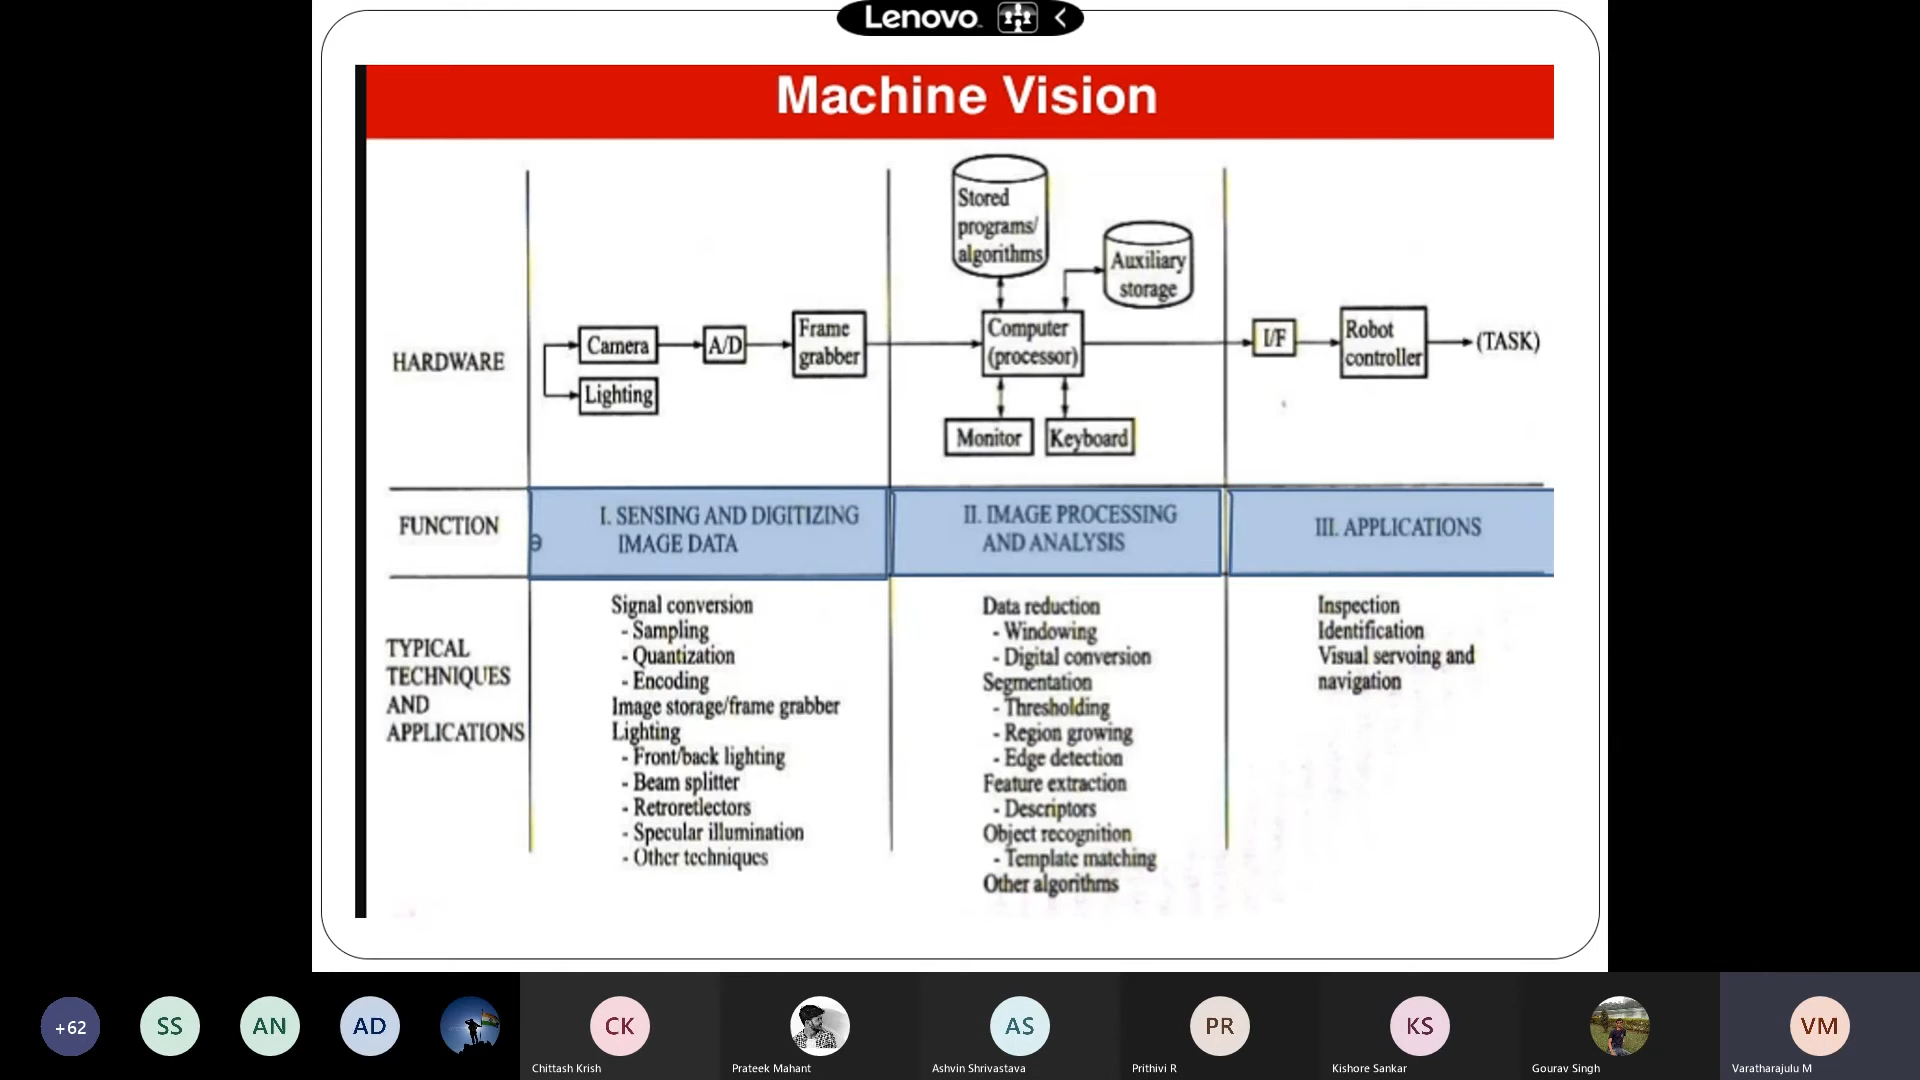 Lenovo
Machine Vision
Stored
programs/
algorithms
Auxiliary
storage
HARDWARE
Camera
A/D
Frame
grabber
Computer
(processor)
I/F
Robot
controller
(TASK)
Lighting
Monitor
Keyboard
FUNCTION
I. SENSING AND DIGITIZING
IMAGE DATA
II. IMAGE PROCESSING
AND ANALYSIS
III. APPLICATIONS
TYPICAL
TECHNIQUES
AND
APPLICATIONS
Signal conversion
- Sampling
- Quantization
- Encoding
Image storage/frame grabber
Lighting
- Front/back lighting
- Beam splitter
- Retroreflectors
- Specular illumination
- Other techniques
Data reduction
- Windowing
- Digital conversion
Segmentation
- Thresholding
- Region growing
- Edge detection
Feature extraction
- Descriptors
Object recognition
- Template matching
Other algorithms
Inspection
Identification
Visual servoing and
navigation
+62
SS
AN
AD
CK
AS
PR
KS
VM
Chittash Krish
Prateek Mahant
Ashvin Shrivastava
Prithivi R
Kishore Sankar
Gourav Singh
Varatharajulu M